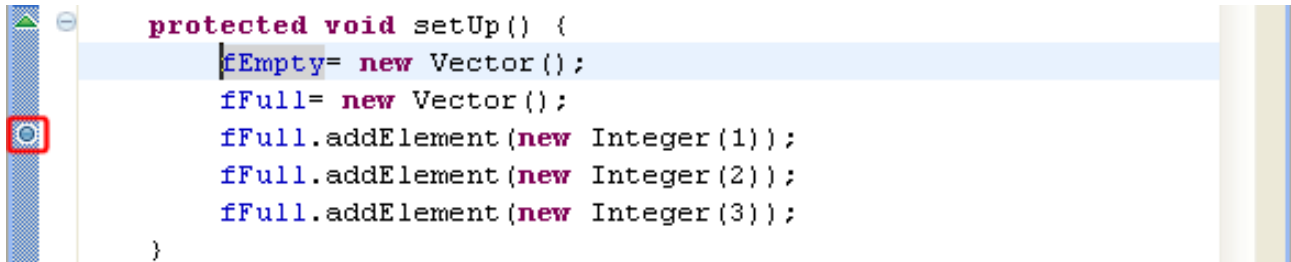 protected void setUp() {
fEmpty= new Vector();
fFull= new Vector();
fFull.addElement(new Integer(1));
fFull.addElement(new Integer(2));
fFull.addElement(new Integer(3));
}